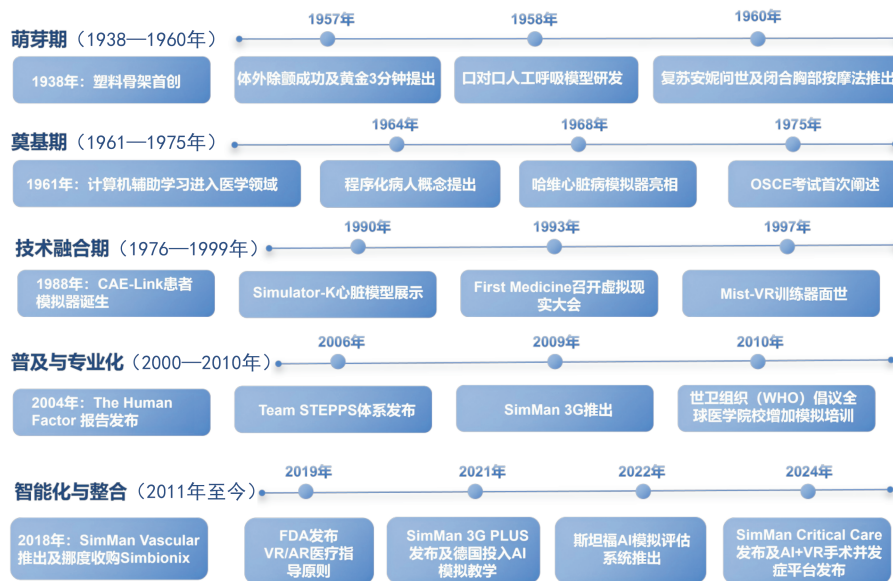 1957年
1958年
1960年
萌芽期（1938—1960年）
1938年：塑料骨架首创
体外除颤成功及黄金3分钟提出
口对口人工呼吸模型研发
复苏安妮问世及闭合胸部按摩法推出
1964年
1968年
1975年
奠基期（1961—1975年）
1961年：计算机辅助学习进入医学领域
程序化病人概念提出
哈维心脏病模拟器亮相
OSCE考试首次阐述
1990年
1993年
1997年
技术融合期（1976—1999年）
1988年：CAE-Link患者
模拟器诞生
Simulator-K心脏模型展示
First Medicine召开虚拟现
实大会
Mist-VR训练器面世
2006年
2009年
2010年
普及与专业化（2000—2010年）
2004年：The Human
Factor 报告发布
Team STEPPS体系发布
SimMan 3G推出
世卫组织（WHO）倡议全
球医学院校增加模拟培训
2019年
2021年
2022年
2024年
智能化与整合（2011年至今）
2018年：SimMan Vascular
推出及挪度收购Simbionix
FDA发布
VR/AR医疗指
导原则
SimMan 3G PLUS
发布及德国投入AI
模拟教学
斯坦福AI模拟评估
系统推出
SimMan Critical Care
发布及AI+VR手术并发
症平台发布